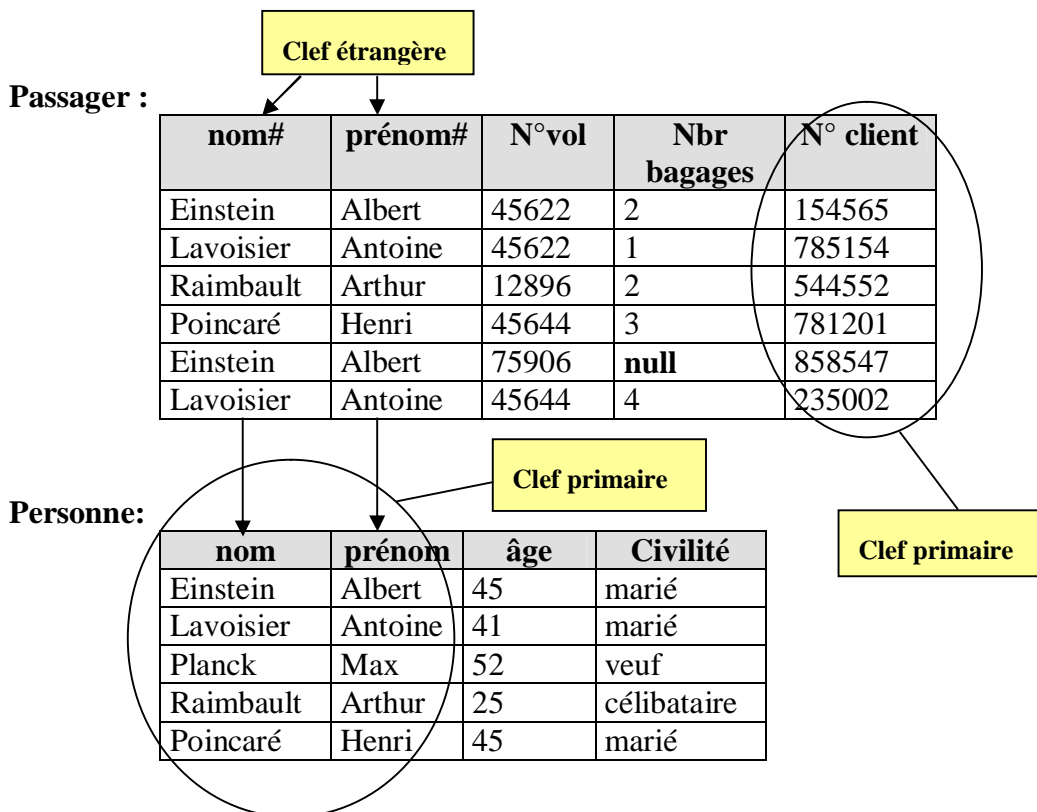 Clef étrangère
Passager :
nom# prénom# N°vol Nbr bagages N° client
Einstein Albert 45622 2 154565
Lavoisier Antoine 45622 1 785154
Raimbault Arthur 12896 2 544552
Poincaré Henri 45644 3 781201
Einstein Albert 75906 null 858547
Lavoisier Antoine 45644 4 235002
Clef primaire
Personne:
Clef primaire
nom prénom âge Civilité
Einstein Albert 45 marié
Lavoisier Antoine 41 marié
Planck Max 52 veuf
Raimbault Arthur 25 célibataire
Poincaré Henri 45 marié